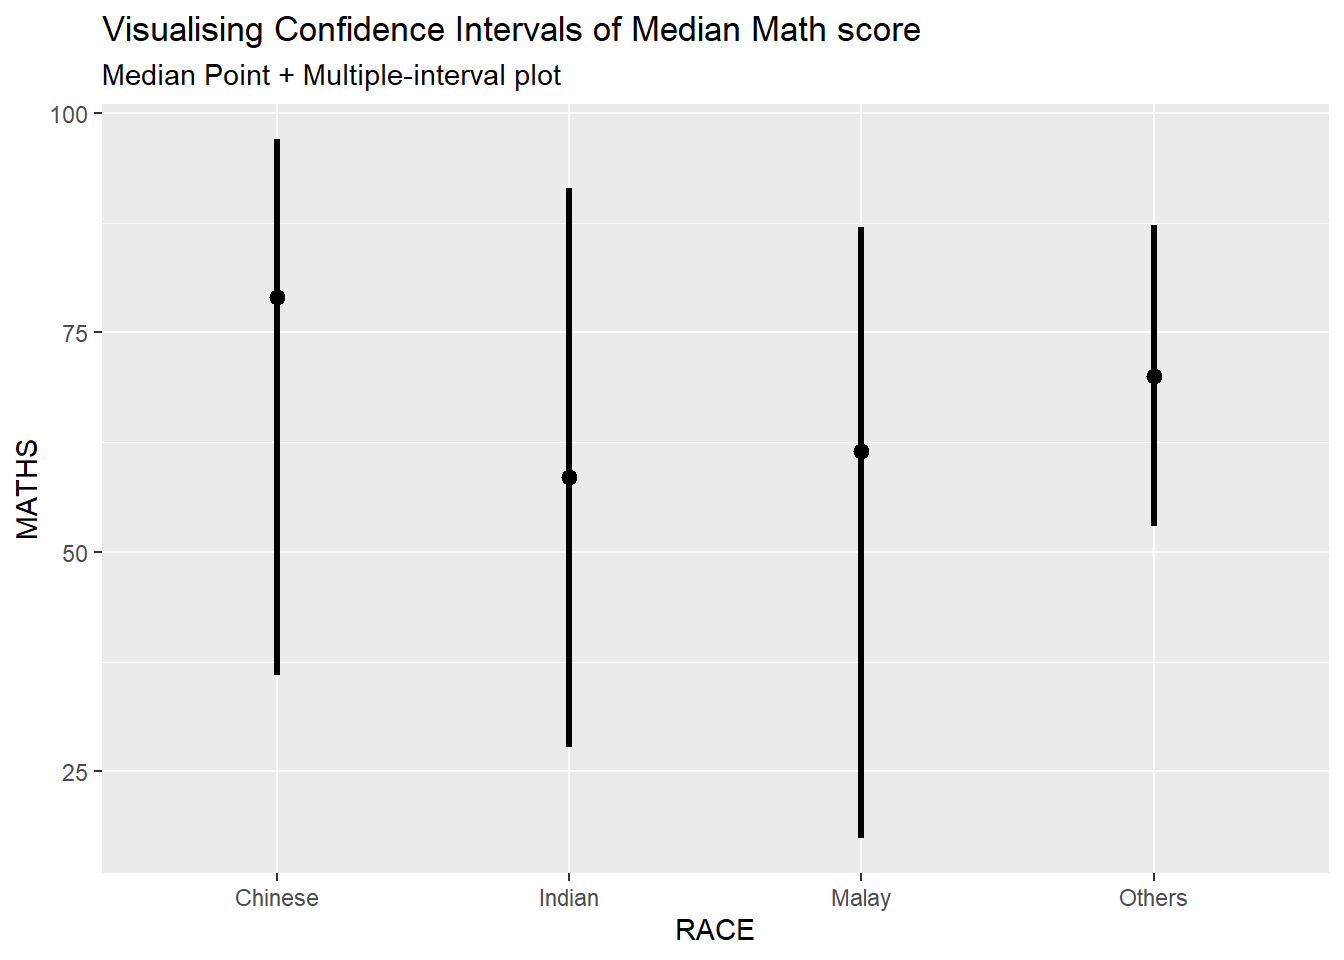 Visualising Confidence Intervals of Median Math score
Median Point + Multiple-interval plot
100
75
50
25
MATHS
Chinese Indian Malay Others
RACE